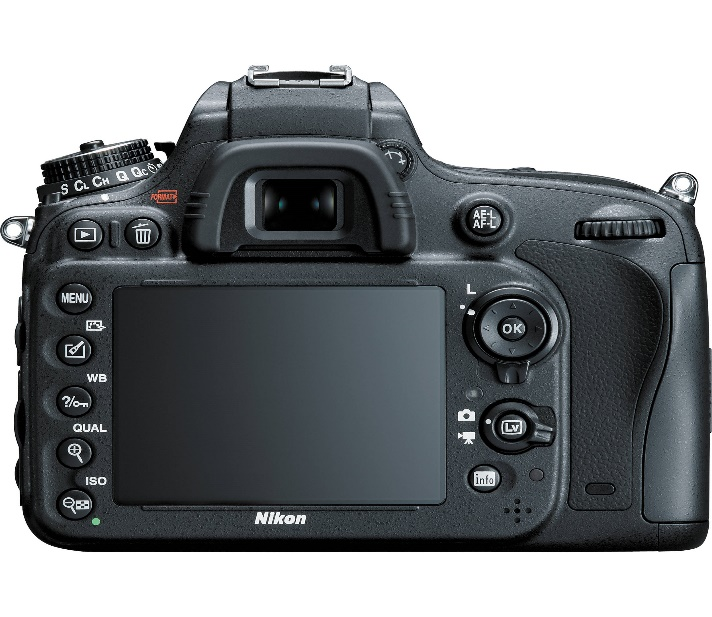 S CL CH Q QC
FORMAT
AE-L
AF-L
MENU
L
OK
WB
?/
QUAL
Lv
ISO
info
Nikon